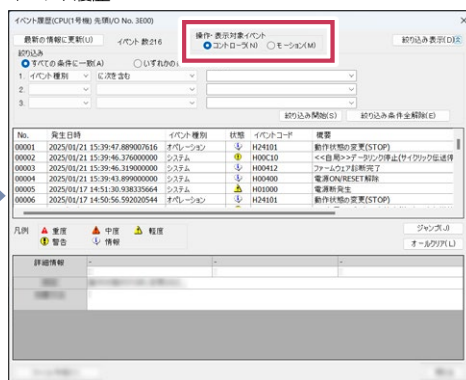 イベント履歴(CPU(1号機) 先頭I/O No. 3E00)
最新の情報に更新(U)
イベント数:216
操作・表示対象イベント
コントローラ(N)
モーション(M)
絞り込み表示(D)
絞り込み
すべての条件に一致(A)
いずれかの
1. イベント種別
に次を含む
2.
3.
絞り込み開始(S)
絞り込み条件全解除(E)
No. 発生日時 イベント種別 状態 イベントコード 概要
00001 2025/01/21 15:39:47.889007616 オペレーション H24101 動作状態の変更(STOP)
00002 2025/01/21 15:39:46.376000000 システム H00C10 <<自局>>データリンク停止(サイクリック伝送停
00003 2025/01/21 15:39:46.319000000 システム H00412 ファームウェア診断完了
00004 2025/01/21 15:39:43.899000000 システム H00400 電源ON/RESET解除
00005 2025/01/17 14:51:30.938335664 システム H01000 電源断発生
00006 2025/01/17 14:50:56.592020544 オペレーション H24101 動作状態の変更(STOP)
凡例
重度
中度
軽度
警告
情報
ジャンプ(J)
オールクリア(L)
詳細情報 - - -